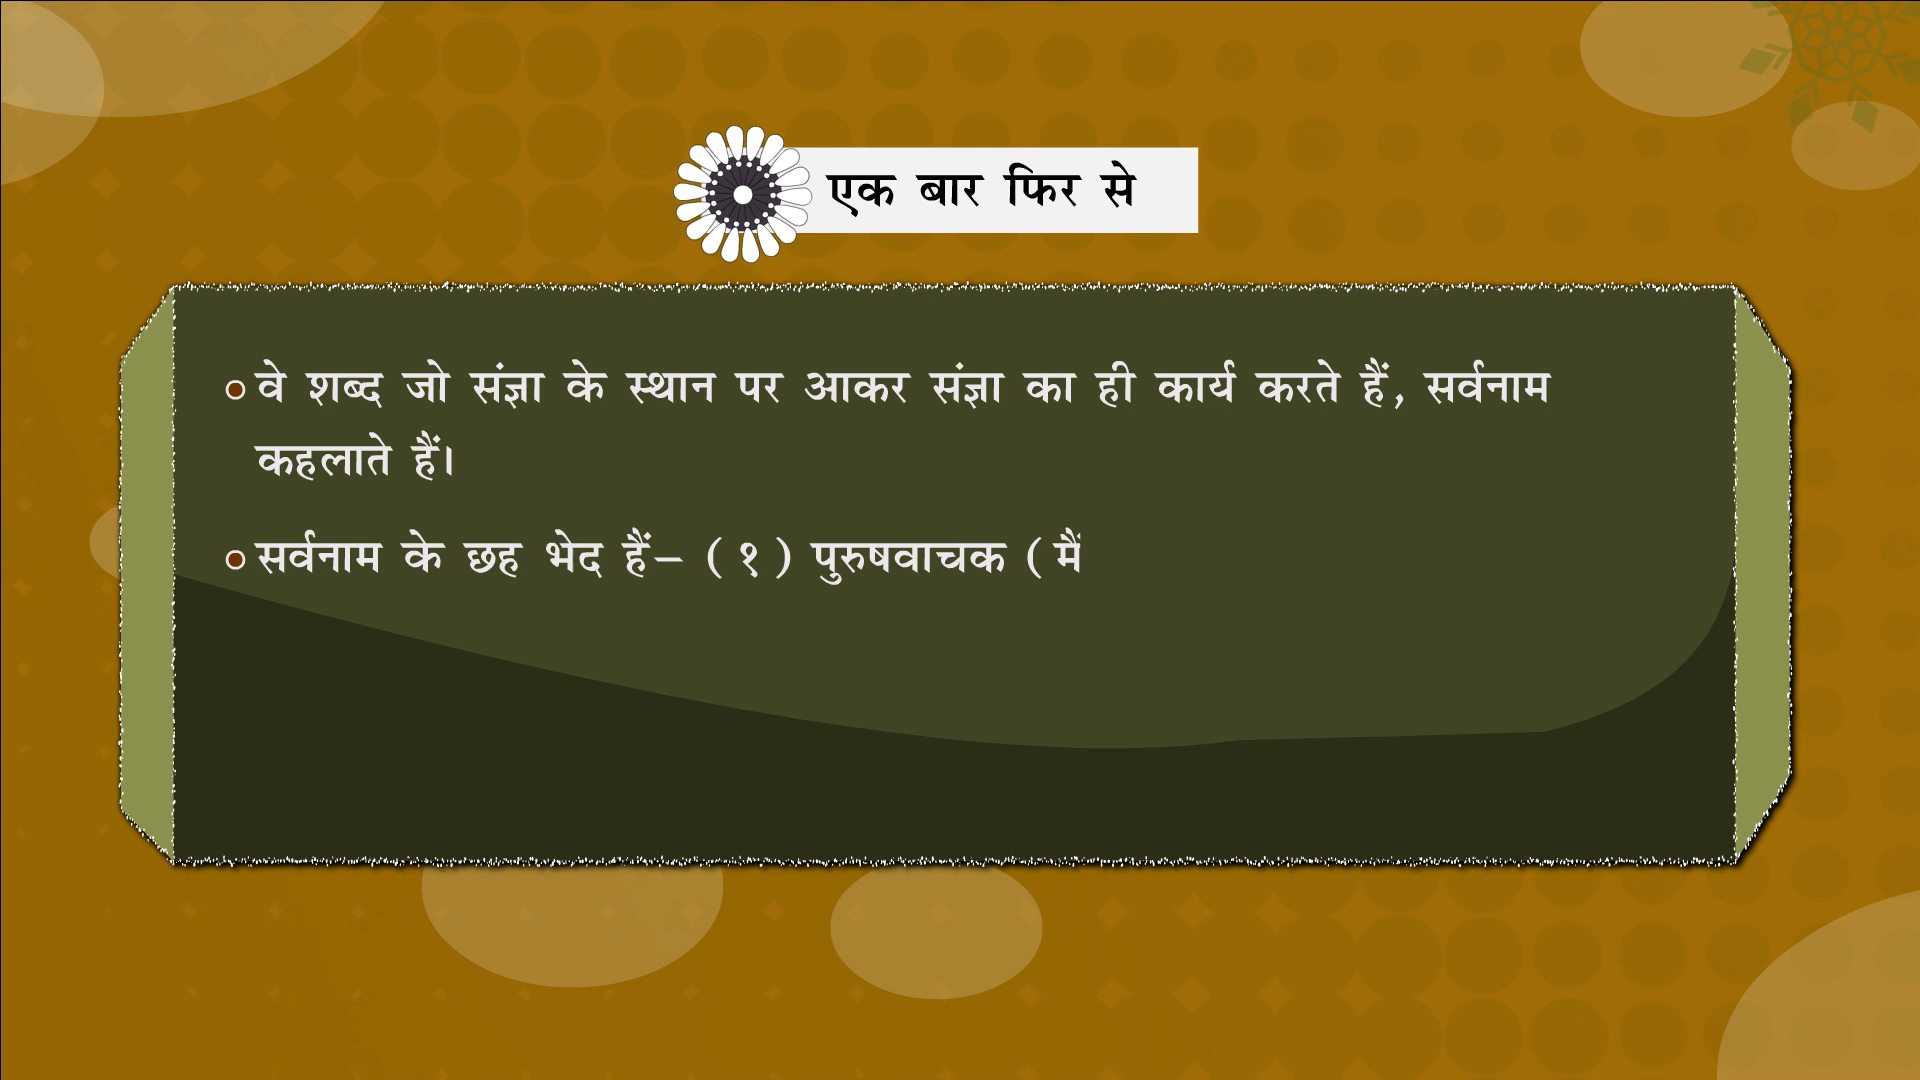 एक बार फिर से
वे शब्द जो संज्ञा के स्थान पर आकर संज्ञा का ही कार्य करते हैं, सर्वनाम
कहलाते हैं।
सर्वनाम के छह भेद हैं– (१) पुरुषवाचक (मैं